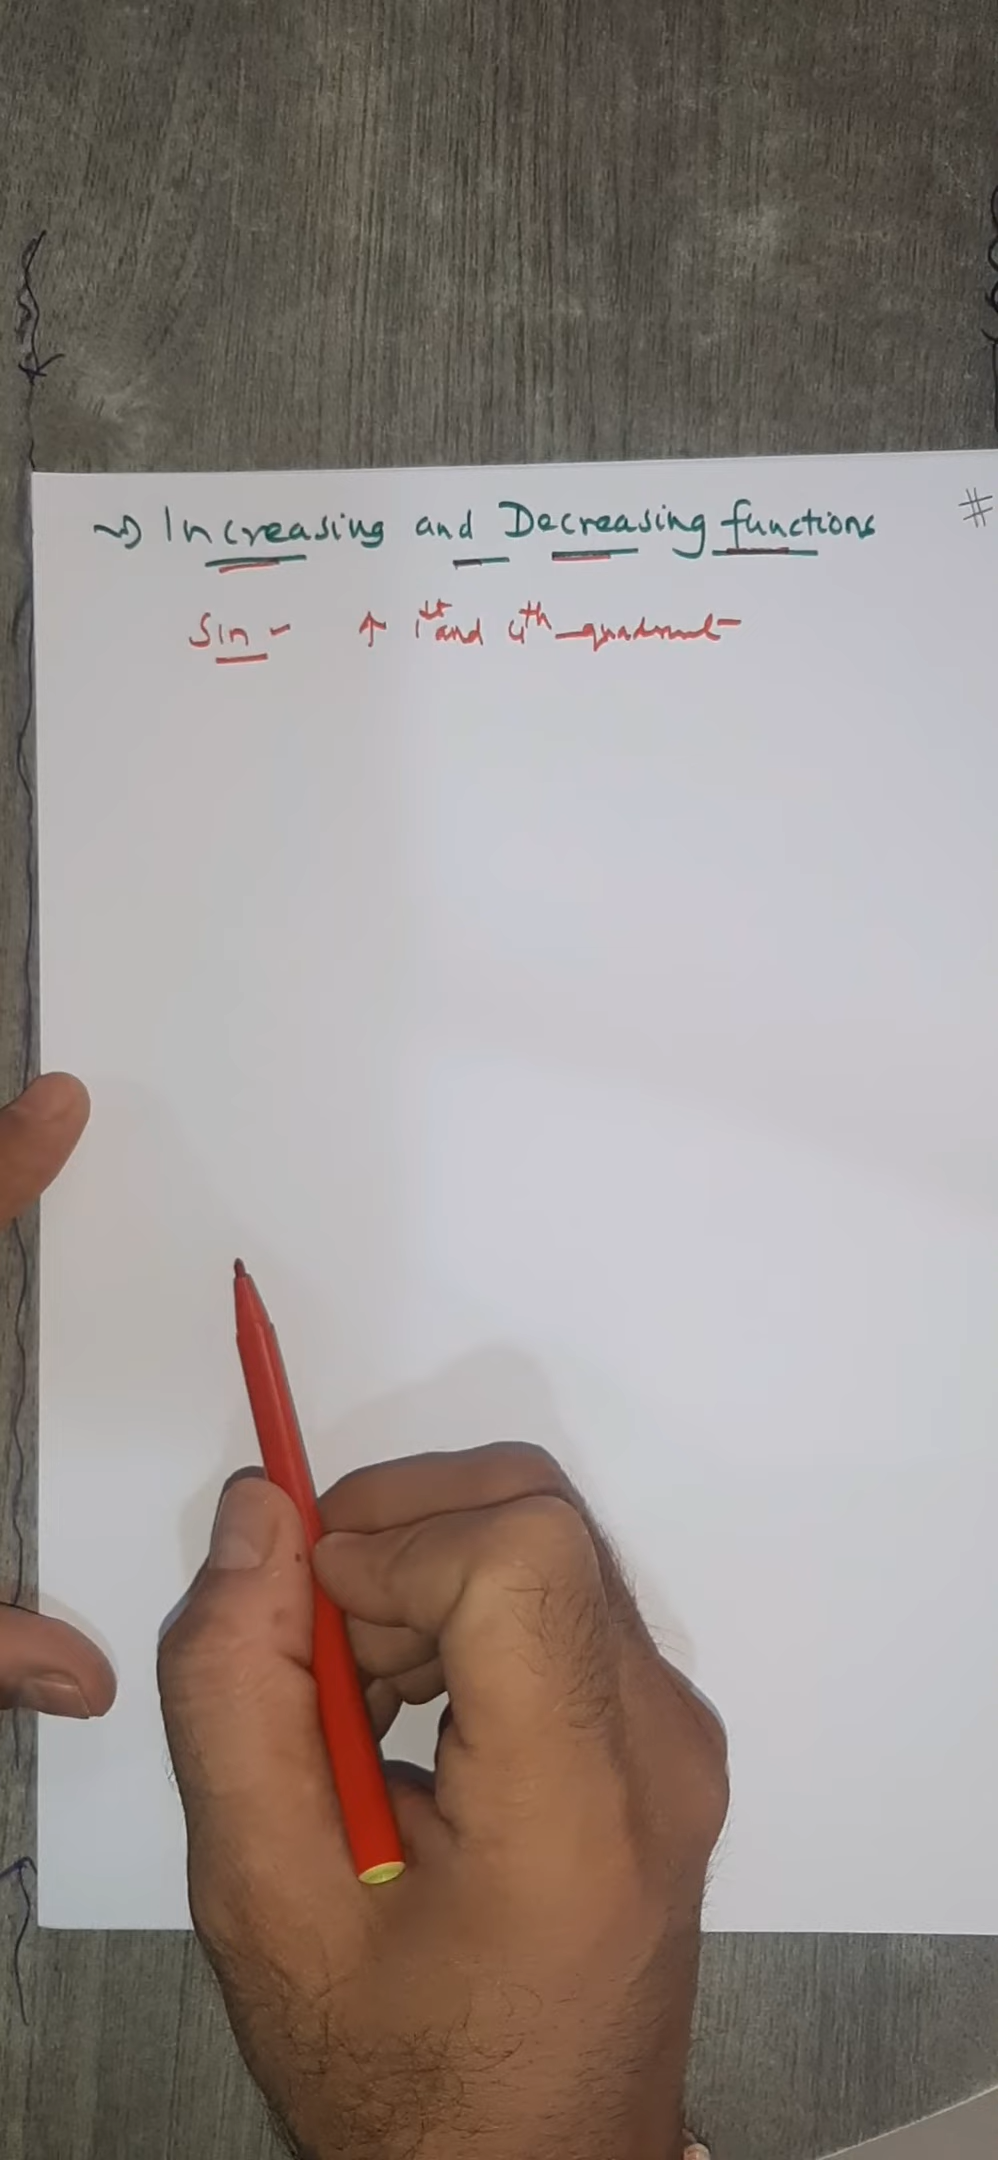 ~> Increasing and Decreasing functions #
Sin - ↑ 1st and 4th quadrant